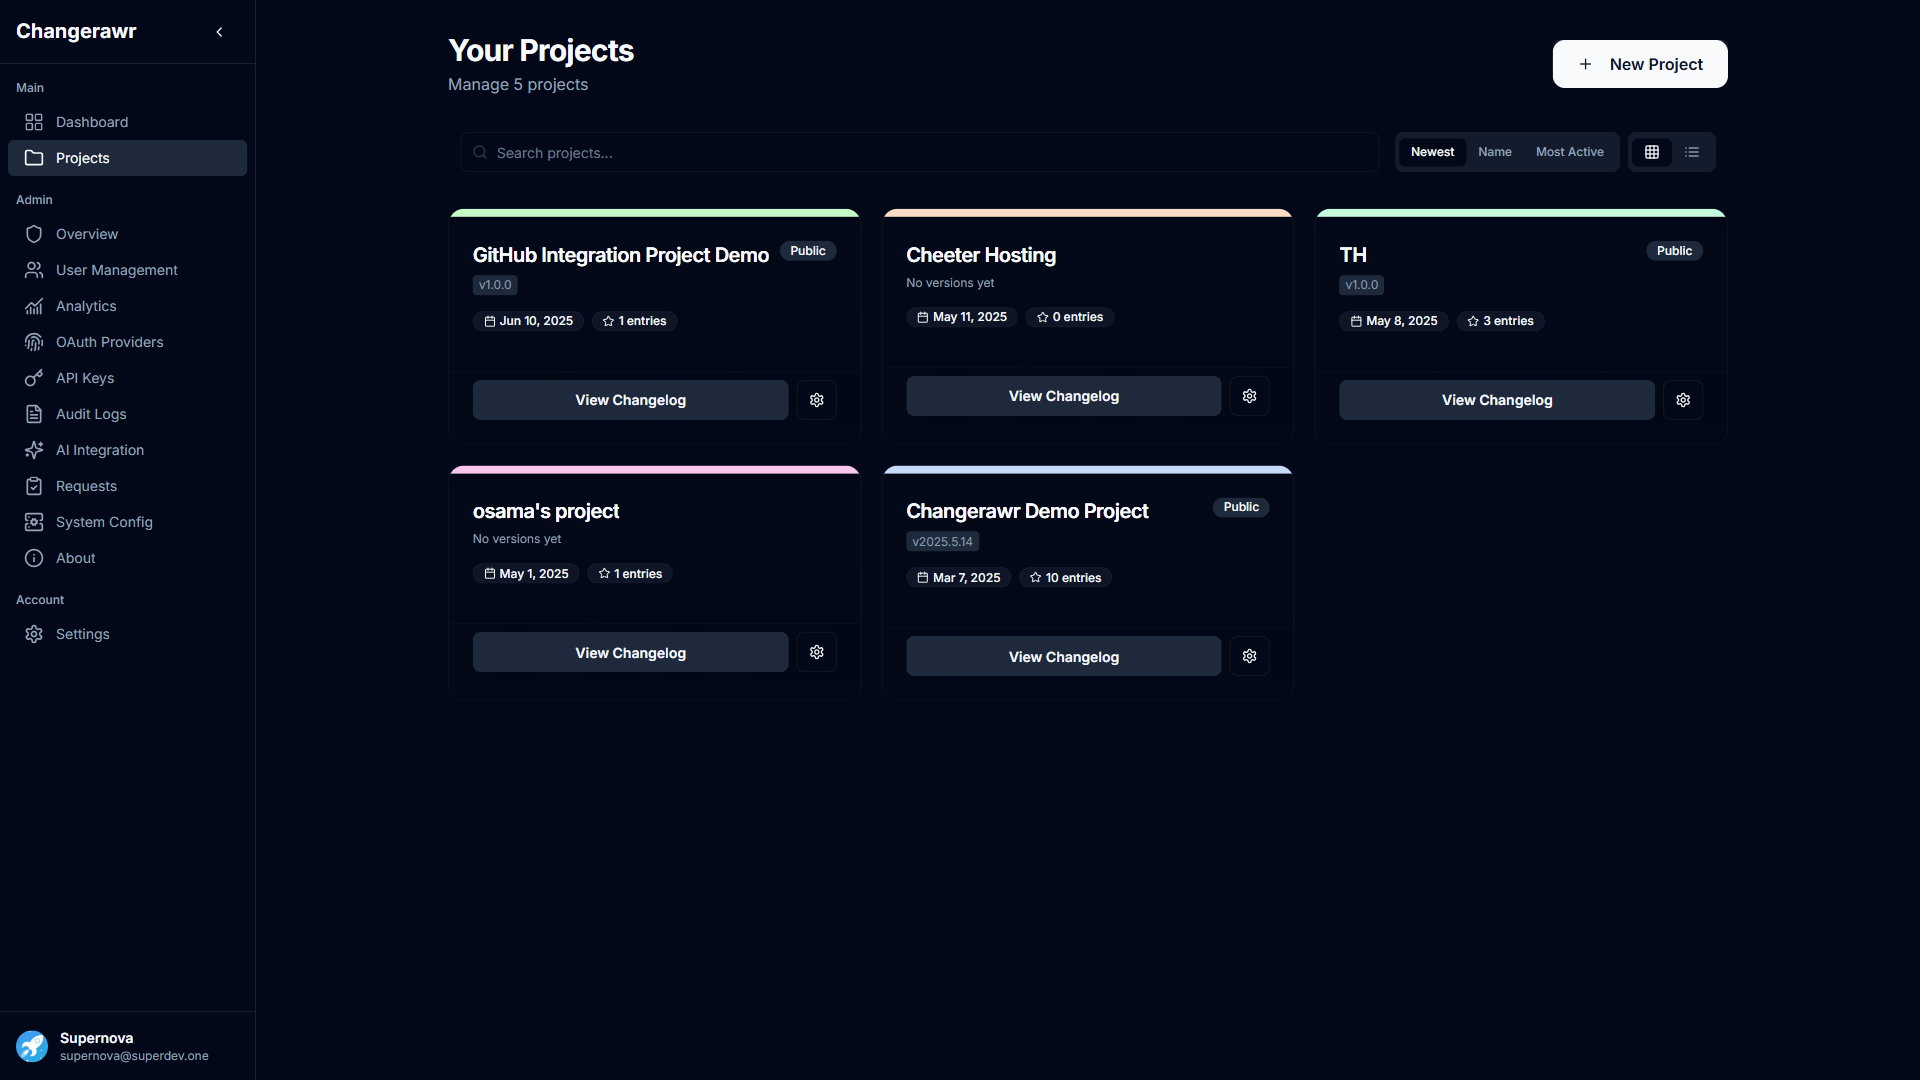 Changerawr
Main
Dashboard
Projects
Admin
Overview
User Management
Analytics
OAuth Providers
API Keys
Audit Logs
AI Integration
Requests
System Config
About
Account
Settings
Supernova
supernova@superdev.one
Your Projects
Manage 5 projects
New Project
Search projects...
Newest Name Most Active
GitHub Integration Project Demo Public
v1.0.0
Jun 10, 2025 1 entries
View Changelog
Cheeter Hosting
No versions yet
May 11, 2025 0 entries
View Changelog
TH Public
v1.0.0
May 8, 2025 3 entries
View Changelog
osama's project
No versions yet
May 1, 2025 1 entries
View Changelog
Changerawr Demo Project Public
v2025.5.14
Mar 7, 2025 10 entries
View Changelog